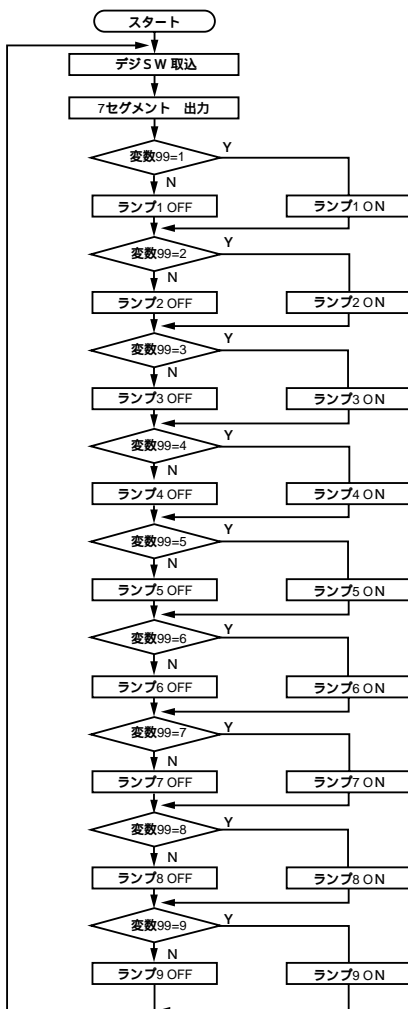 スタート
デジSW 取込
7セグメント 出力
変数99=1
Y
N
ランプ1 OFF
ランプ1 ON
変数99=2
Y
N
ランプ2 OFF
ランプ2 ON
変数99=3
Y
N
ランプ3 OFF
ランプ3 ON
変数99=4
Y
N
ランプ4 OFF
ランプ4 ON
変数99=5
Y
N
ランプ5 OFF
ランプ5 ON
変数99=6
Y
N
ランプ6 OFF
ランプ6 ON
変数99=7
Y
N
ランプ7 OFF
ランプ7 ON
変数99=8
Y
N
ランプ8 OFF
ランプ8 ON
変数99=9
Y
N
ランプ9 OFF
ランプ9 ON